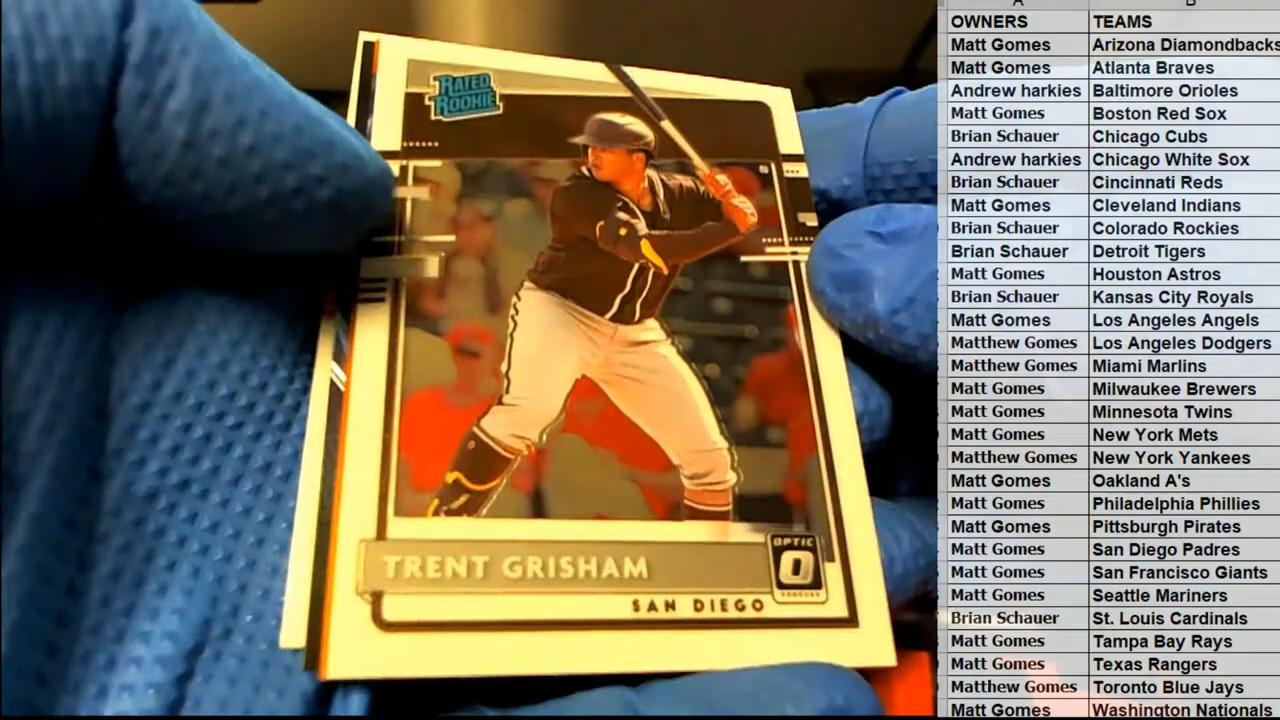 RATED
ROOKIE
TRENT GRISHAM
SAN DIEGO
OPTIC
DONRUSS
A B
OWNERS TEAMS
Matt Gomes Arizona Diamondbacks
Matt Gomes Atlanta Braves
Andrew harkies Baltimore Orioles
Matt Gomes Boston Red Sox
Brian Schauer Chicago Cubs
Andrew harkies Chicago White Sox
Brian Schauer Cincinnati Reds
Matt Gomes Cleveland Indians
Brian Schauer Colorado Rockies
Brian Schauer Detroit Tigers
Matt Gomes Houston Astros
Brian Schauer Kansas City Royals
Matt Gomes Los Angeles Angels
Matthew Gomes Los Angeles Dodgers
Matthew Gomes Miami Marlins
Matt Gomes Milwaukee Brewers
Matt Gomes Minnesota Twins
Matt Gomes New York Mets
Matthew Gomes New York Yankees
Matt Gomes Oakland A's
Matt Gomes Philadelphia Phillies
Matt Gomes Pittsburgh Pirates
Matt Gomes San Diego Padres
Matt Gomes San Francisco Giants
Matt Gomes Seattle Mariners
Brian Schauer St. Louis Cardinals
Matt Gomes Tampa Bay Rays
Matt Gomes Texas Rangers
Matthew Gomes Toronto Blue Jays
Matt Gomes Washington Nationals